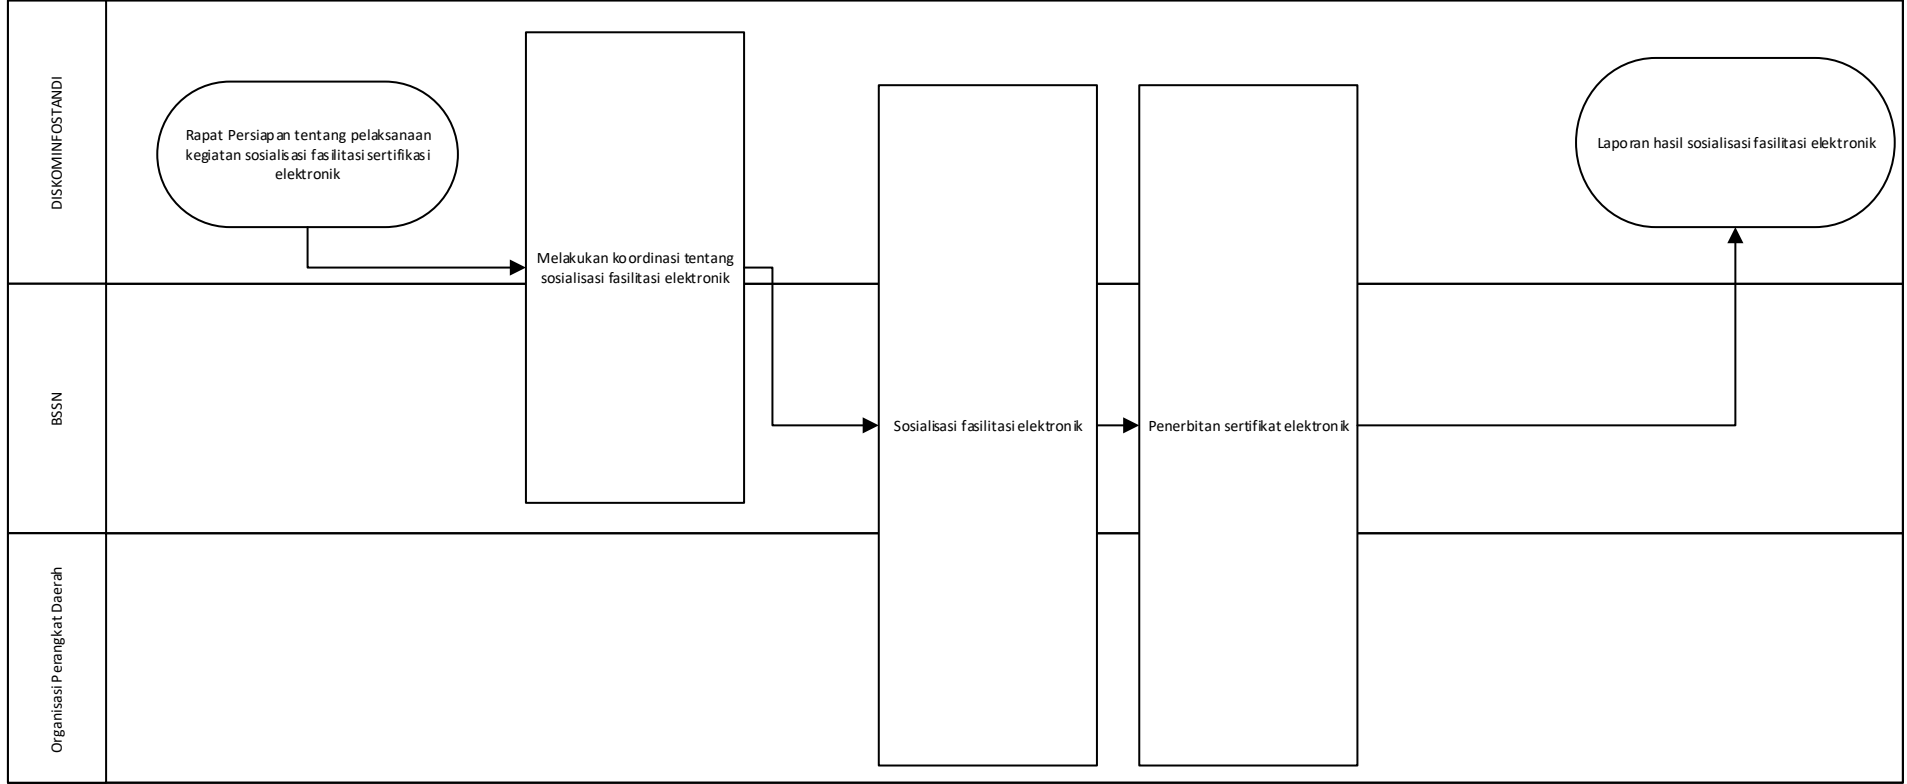 DISKOMINFOSTANDI
Rapat Persiapan tentang pelaksanaan
kegiatan sosialisasi fasilitasi sertifikasi
elektronik
Melakukan koordinasi tentang
sosialisasi fasilitasi elektronik
Laporan hasil sosialisasi fasilitasi elektronik
BSSN
Sosialisasi fasilitasi elektronik
Penerbitan sertifikat elektronik
Organisasi Perangkat Daerah